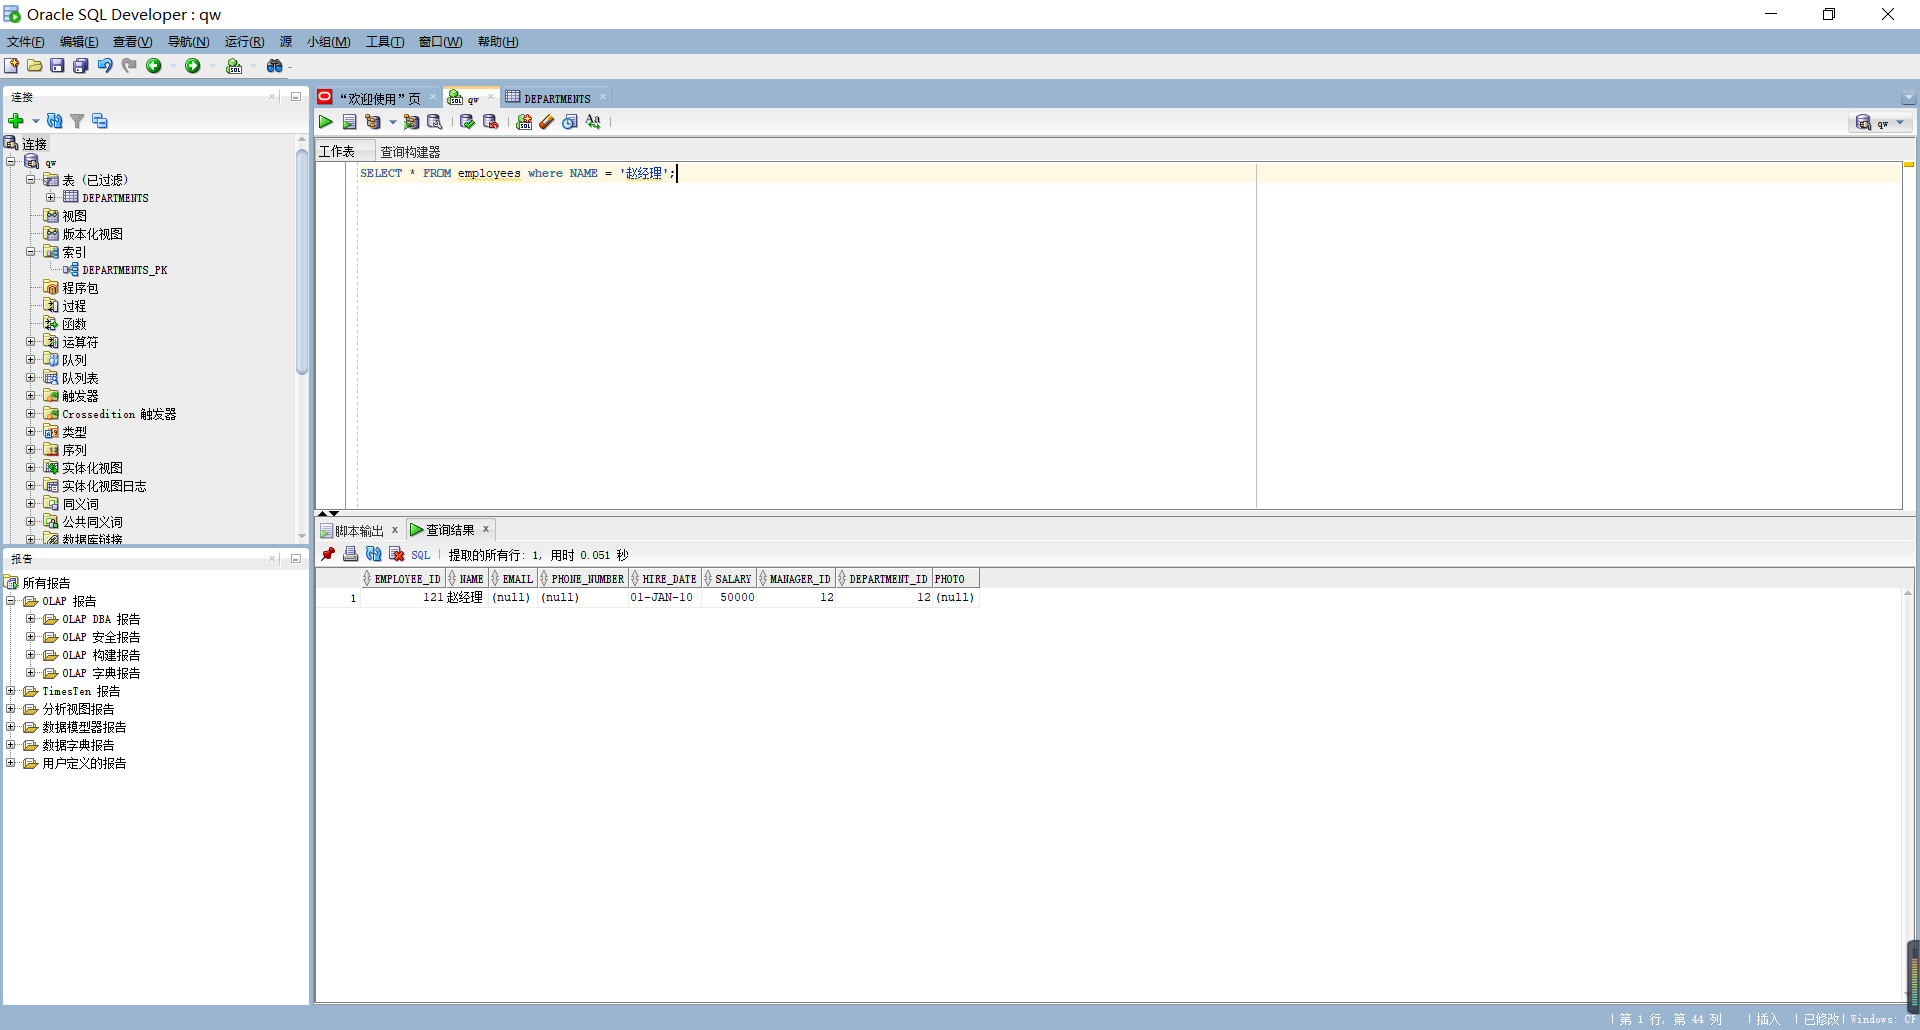 Oracle SQL Developer : qw
文件(F) 编辑(E) 查看(V) 导航(N) 运行(R) 源 小组(M) 工具(T) 窗口(W) 帮助(H)
连接
连接
qw
表 (已过滤)
DEPARTMENTS
视图
版本化视图
索引
DEPARTMENTS_PK
程序包
过程
函数
运算符
队列
队列表
触发器
Crossedition 触发器
类型
序列
实体化视图
实体化视图日志
同义词
公共同义词
数据库链接
报告
所有报告
OLAP 报告
OLAP DBA 报告
OLAP 安全报告
OLAP 构建报告
OLAP 字典报告
TimesTen 报告
分析视图报告
数据模型器报告
数据字典报告
用户定义的报告
“欢迎使用”页 qw DEPARTMENTS
qw
工作表 查询构建器
SELECT * FROM employees where NAME = '赵经理';
脚本输出 查询结果
SQL 提取的所有行: 1, 用时 0.051 秒
EMPLOYEE_ID NAME EMAIL PHONE_NUMBER HIRE_DATE SALARY MANAGER_ID DEPARTMENT_ID PHOTO
1 121 赵经理 (null) (null) 01-JAN-10 50000 12 12 (null)
第 1 行, 第 44 列 插入 已修改 Windows: CF